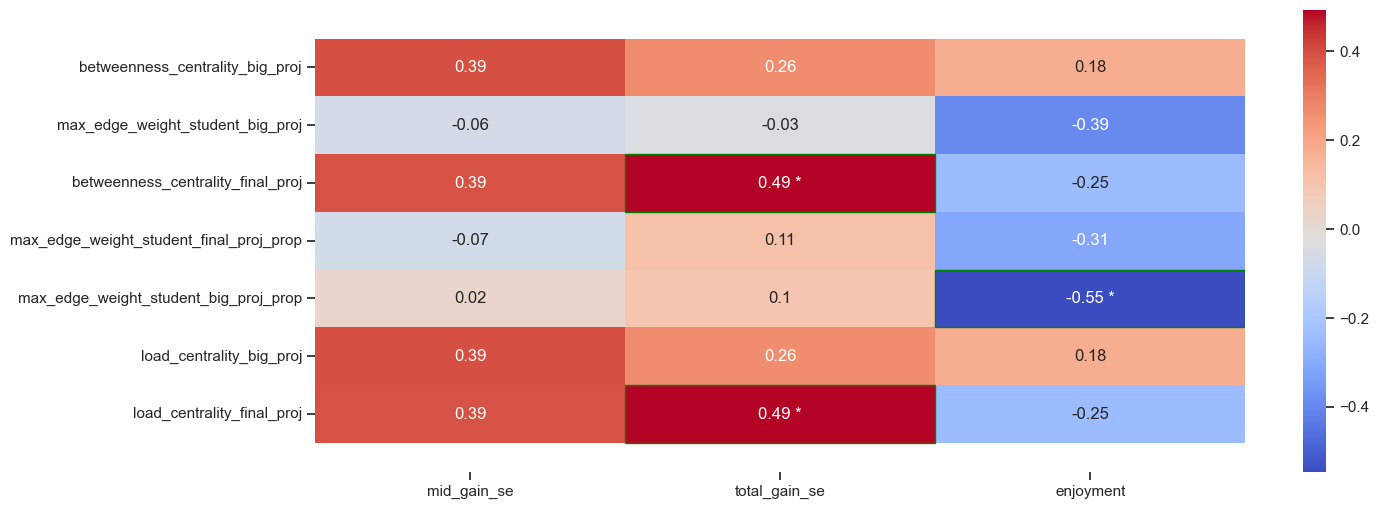 betweenness_centrality_big_proj 0.39 0.26 0.18
max_edge_weight_student_big_proj -0.06 -0.03 -0.39
betweenness_centrality_final_proj 0.39 0.49 * -0.25
max_edge_weight_student_final_proj_prop -0.07 0.11 -0.31
max_edge_weight_student_big_proj_prop 0.02 0.1 -0.55 *
load_centrality_big_proj 0.39 0.26 0.18
load_centrality_final_proj 0.39 0.49 * -0.25
mid_gain_se total_gain_se enjoyment
0.4
0.2
0.0
−0.2
−0.4